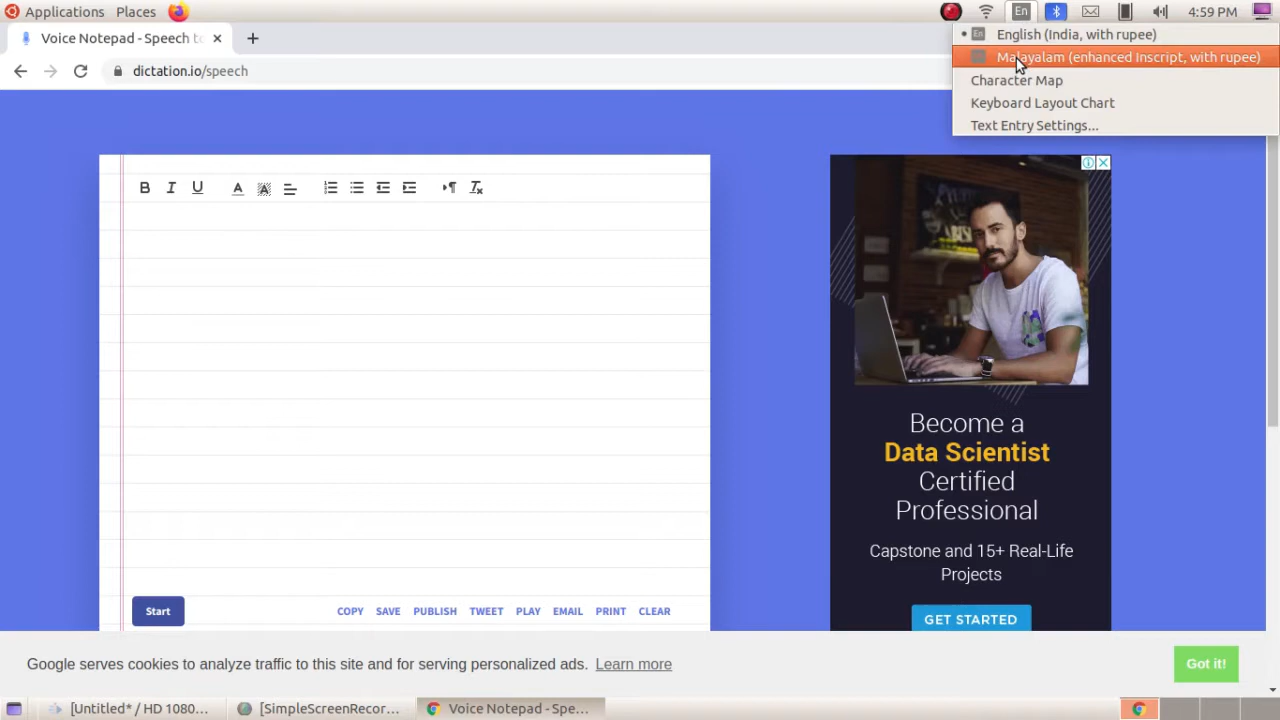 Applications Places
En
4:59 PM
Voice Notepad - Speech to
dictation.io/speech
En English (India, with rupee)
Malayalam (enhanced Inscript, with rupee)
Character Map
Keyboard Layout Chart
Text Entry Settings...
B I U A A
Become a
Data Scientist
Certified
Professional
Capstone and 15+ Real-Life
Projects
GET STARTED
Start
COPY SAVE PUBLISH TWEET PLAY EMAIL PRINT CLEAR
Google serves cookies to analyze traffic to this site and for serving personalized ads. Learn more
Got it!
[Untitled* / HD 1080...
[SimpleScreenRecor...
Voice Notepad - Spe...